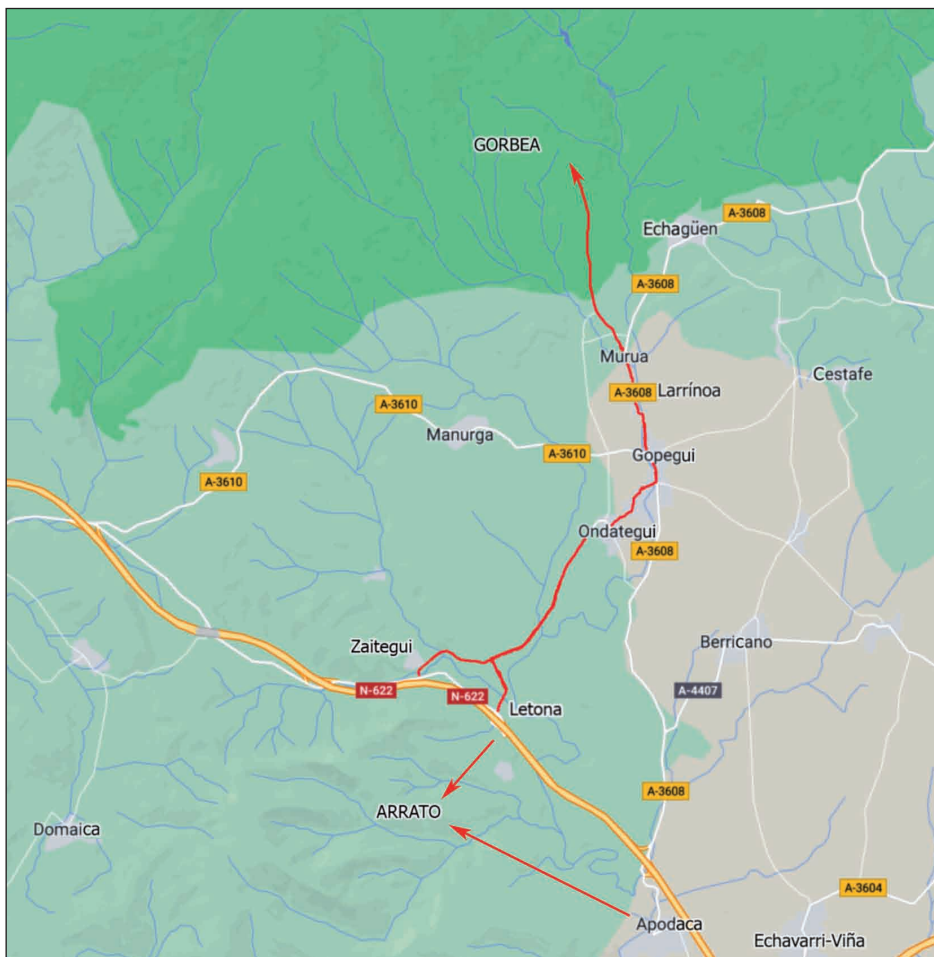 GORBEA
A-3608
Echagüen
A-3608
Murua
Cestafe
A-3608
Larrínoa
A-3610
Manurga
A-3610
Gopegui
A-3610
Ondategui
A-3608
Zaitegui
Berricano
N-622
N-622
A-4407
Letona
A-3608
ARRATO
Domaica
A-3604
Apodaca
Echavarri-Viña